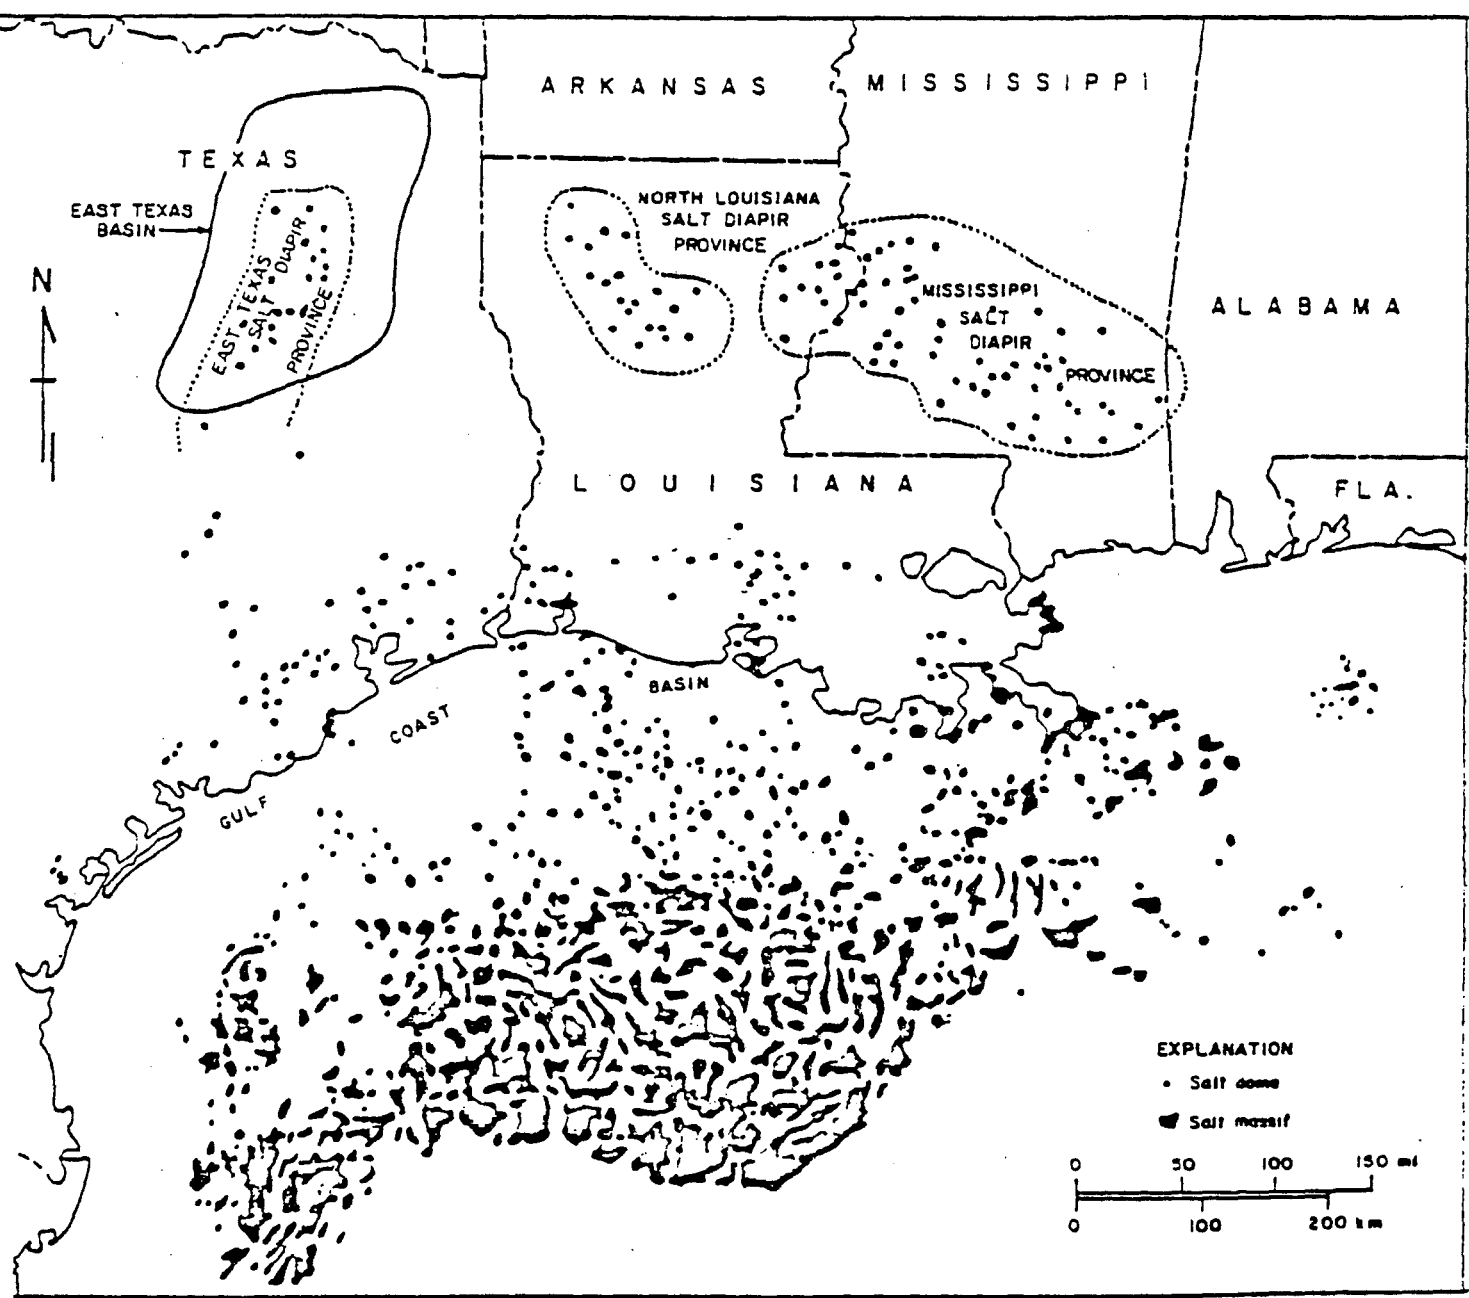 ARKANSAS
MISSISSIPPI
TEXAS
EAST TEXAS
BASIN
EAST TEXAS
SALT DIAPIR
PROVINCE
NORTH LOUISIANA
SALT DIAPIR
PROVINCE
MISSISSIPPI
SALT
DIAPIR
PROVINCE
ALABAMA
N
LOUISIANA
FLA.
GULF COAST BASIN
EXPLANATION
Salt dome
Salt massif
0 50 100 150 mi
0 100 200 km